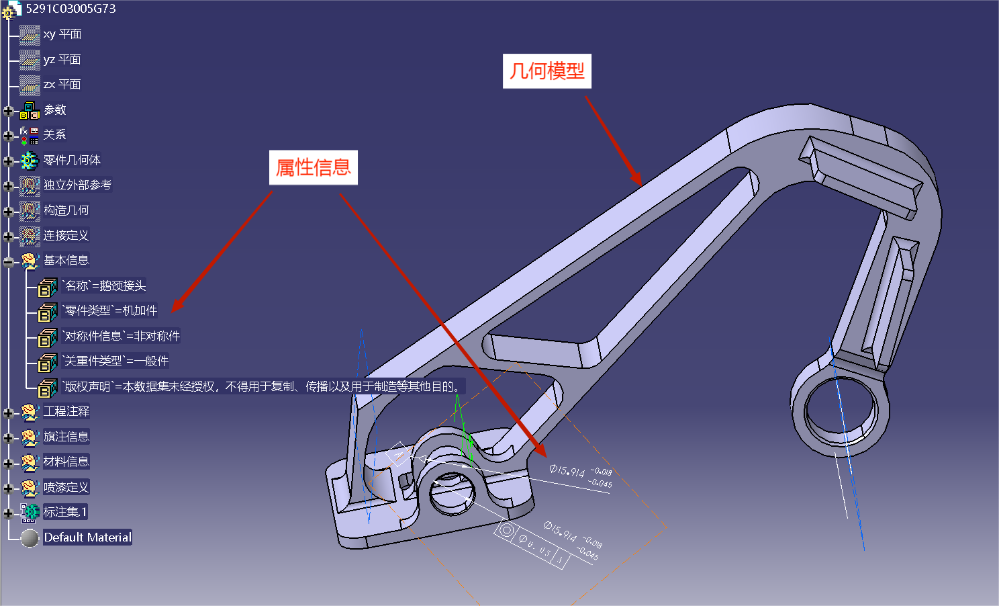 5291C03005G73
xy 平面
yz 平面
zx 平面
参数
关系
零件几何体
独立外部参考
构造几何
连接定义
基本信息
`名称`=鹅颈接头
`零件类型`=机加件
`对称件信息`=非对称件
`关重件类型`=一般件
`版权声明`=本数据集未经授权，不得用于复制、传播以及用于制造等其他目的。
工程注释
旗注信息
材料信息
喷漆定义
标注集.1
Default Material
几何模型
属性信息
A
Φ15.914 -0.018
-0.045
Φ15.914 -0.018
-0.045
◎ Φ0.05 A